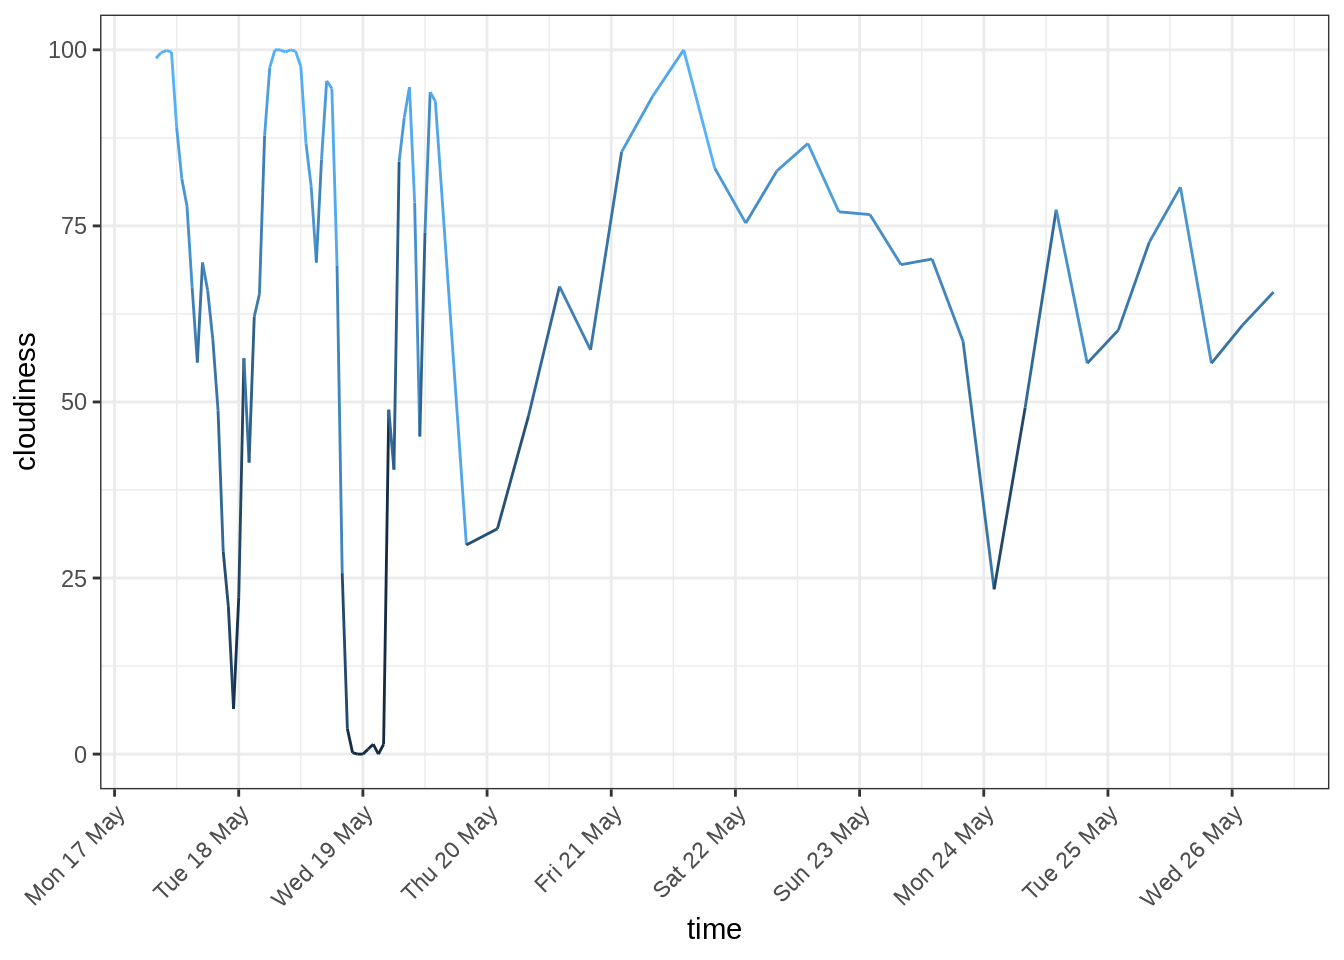 100
75
50
25
0
cloudiness
Mon 17 May
Tue 18 May
Wed 19 May
Thu 20 May
Fri 21 May
Sat 22 May
Sun 23 May
Mon 24 May
Tue 25 May
Wed 26 May
time